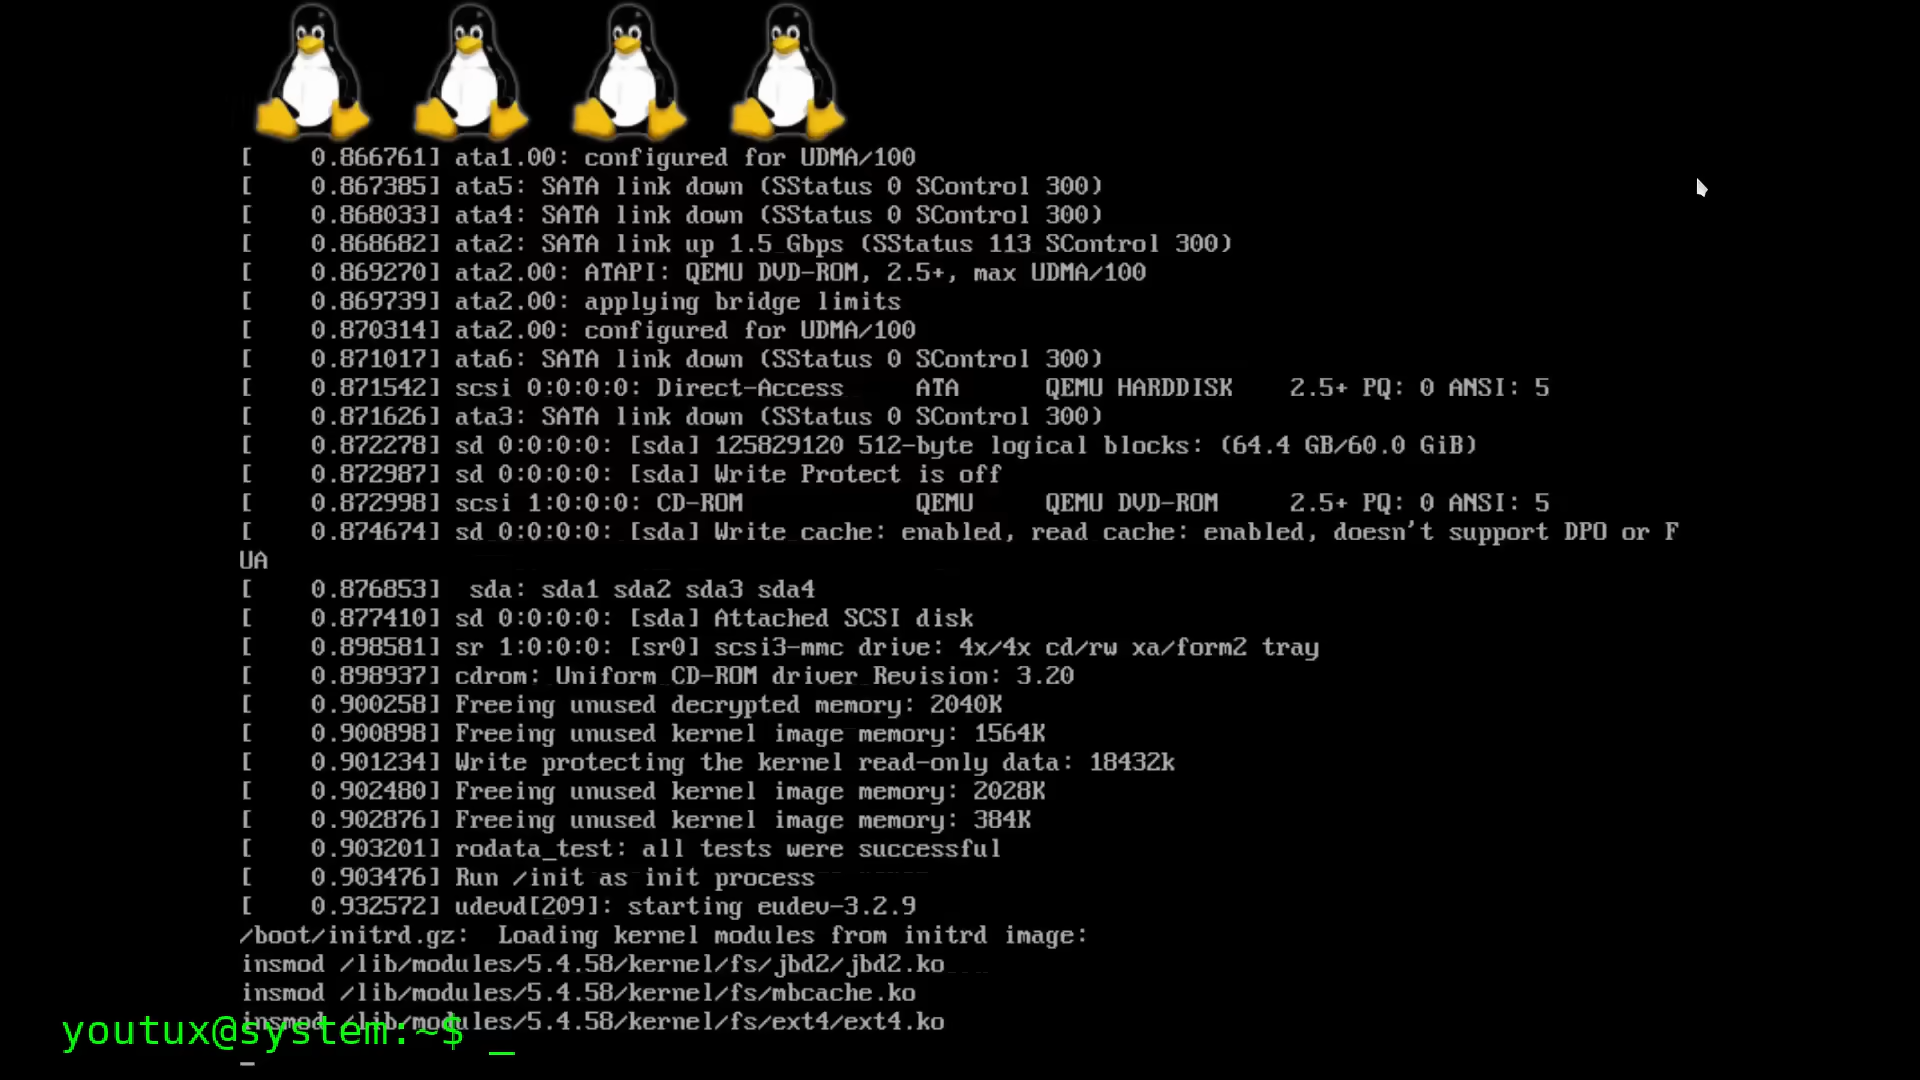 [    0.866761] ata1.00: configured for UDMA/100
[    0.867385] ata5: SATA link down (SStatus 0 SControl 300)
[    0.868033] ata4: SATA link down (SStatus 0 SControl 300)
[    0.868682] ata2: SATA link up 1.5 Gbps (SStatus 113 SControl 300)
[    0.869270] ata2.00: ATAPI: QEMU DVD-ROM, 2.5+, max UDMA/100
[    0.869739] ata2.00: applying bridge limits
[    0.870314] ata2.00: configured for UDMA/100
[    0.871017] ata6: SATA link down (SStatus 0 SControl 300)
[    0.871542] scsi 0:0:0:0: Direct-Access     ATA      QEMU HARDDISK    2.5+ PQ: 0 ANSI: 5
[    0.871626] ata3: SATA link down (SStatus 0 SControl 300)
[    0.872278] sd 0:0:0:0: [sda] 125829120 512-byte logical blocks: (64.4 GB/60.0 GiB)
[    0.872987] sd 0:0:0:0: [sda] Write Protect is off
[    0.872998] scsi 1:0:0:0: CD-ROM            QEMU     QEMU DVD-ROM     2.5+ PQ: 0 ANSI: 5
[    0.874674] sd 0:0:0:0: [sda] Write cache: enabled, read cache: enabled, doesn't support DPO or F
UA
[    0.876853]  sda: sda1 sda2 sda3 sda4
[    0.877410] sd 0:0:0:0: [sda] Attached SCSI disk
[    0.898581] sr 1:0:0:0: [sr0] scsi3-mmc drive: 4x/4x cd/rw xa/form2 tray
[    0.898937] cdrom: Uniform CD-ROM driver Revision: 3.20
[    0.900258] Freeing unused decrypted memory: 2040K
[    0.900898] Freeing unused kernel image memory: 1564K
[    0.901234] Write protecting the kernel read-only data: 18432k
[    0.902480] Freeing unused kernel image memory: 2028K
[    0.902876] Freeing unused kernel image memory: 384K
[    0.903201] rodata_test: all tests were successful
[    0.903476] Run /init as init process
[    0.932572] udevd[209]: starting eudev-3.2.9
/boot/initrd.gz:  Loading kernel modules from initrd image:
insmod /lib/modules/5.4.58/kernel/fs/jbd2/jbd2.ko
insmod /lib/modules/5.4.58/kernel/fs/mbcache.ko
insmod /lib/modules/5.4.58/kernel/fs/ext4/ext4.ko
youtux@system:~$ _
_